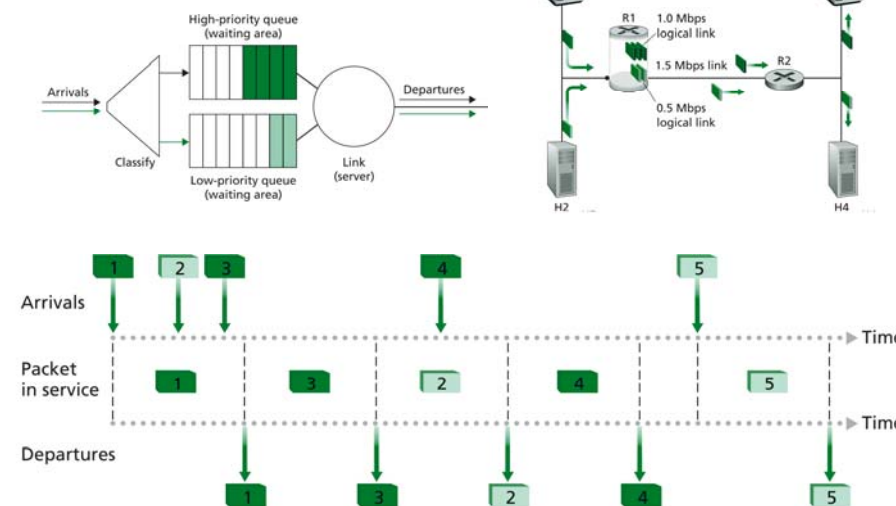 High-priority queue
(waiting area)
Arrivals
Classify
Departures
Link
(server)
Low-priority queue
(waiting area)
R1
1.0 Mbps
logical link
1.5 Mbps link
R2
0.5 Mbps
logical link
H2
H4
1
2
3
4
5
Arrivals
Time
Packet
in service
1
3
2
4
5
Time
Departures
1
3
2
4
5